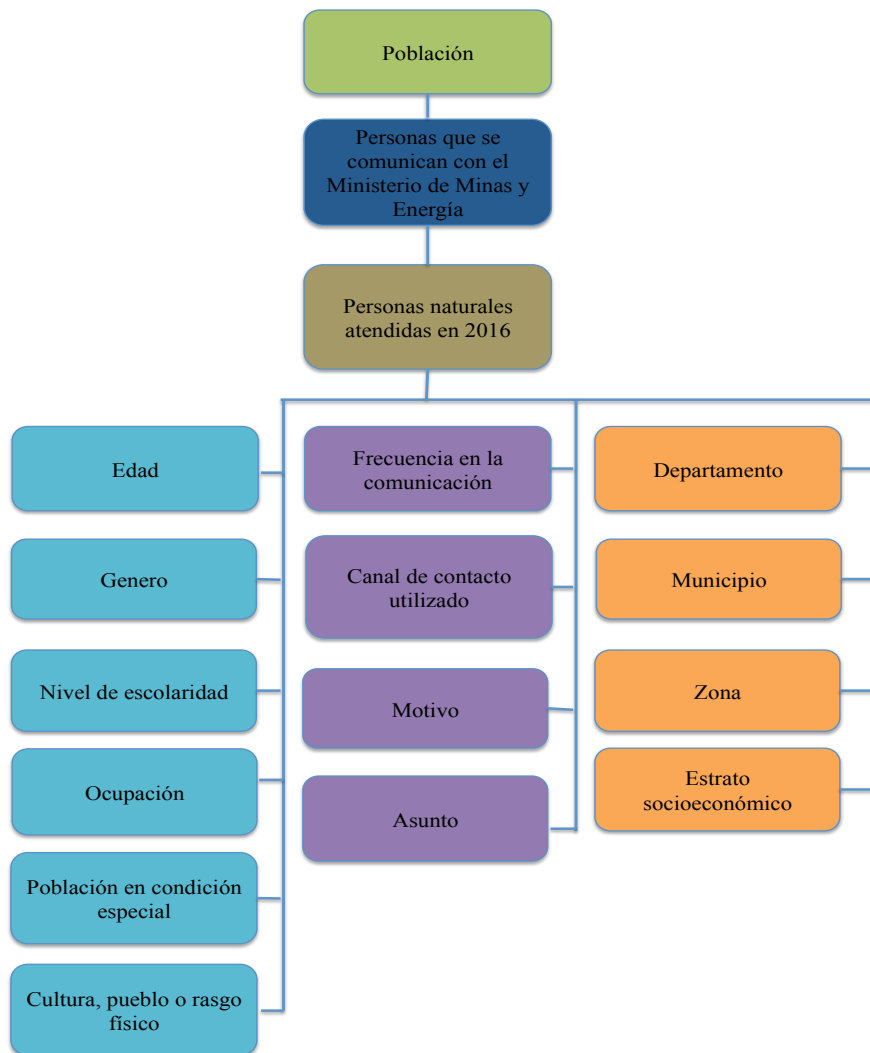 Población
Personas que se
comunican con el
Ministerio de Minas y
Energía
Personas naturales
atendidas en 2016
Edad
Genero
Nivel de escolaridad
Ocupación
Población en condición
especial
Cultura, pueblo o rasgo
físico
Frecuencia en la
comunicación
Canal de contacto
utilizado
Motivo
Asunto
Departamento
Municipio
Zona
Estrato
socioeconómico